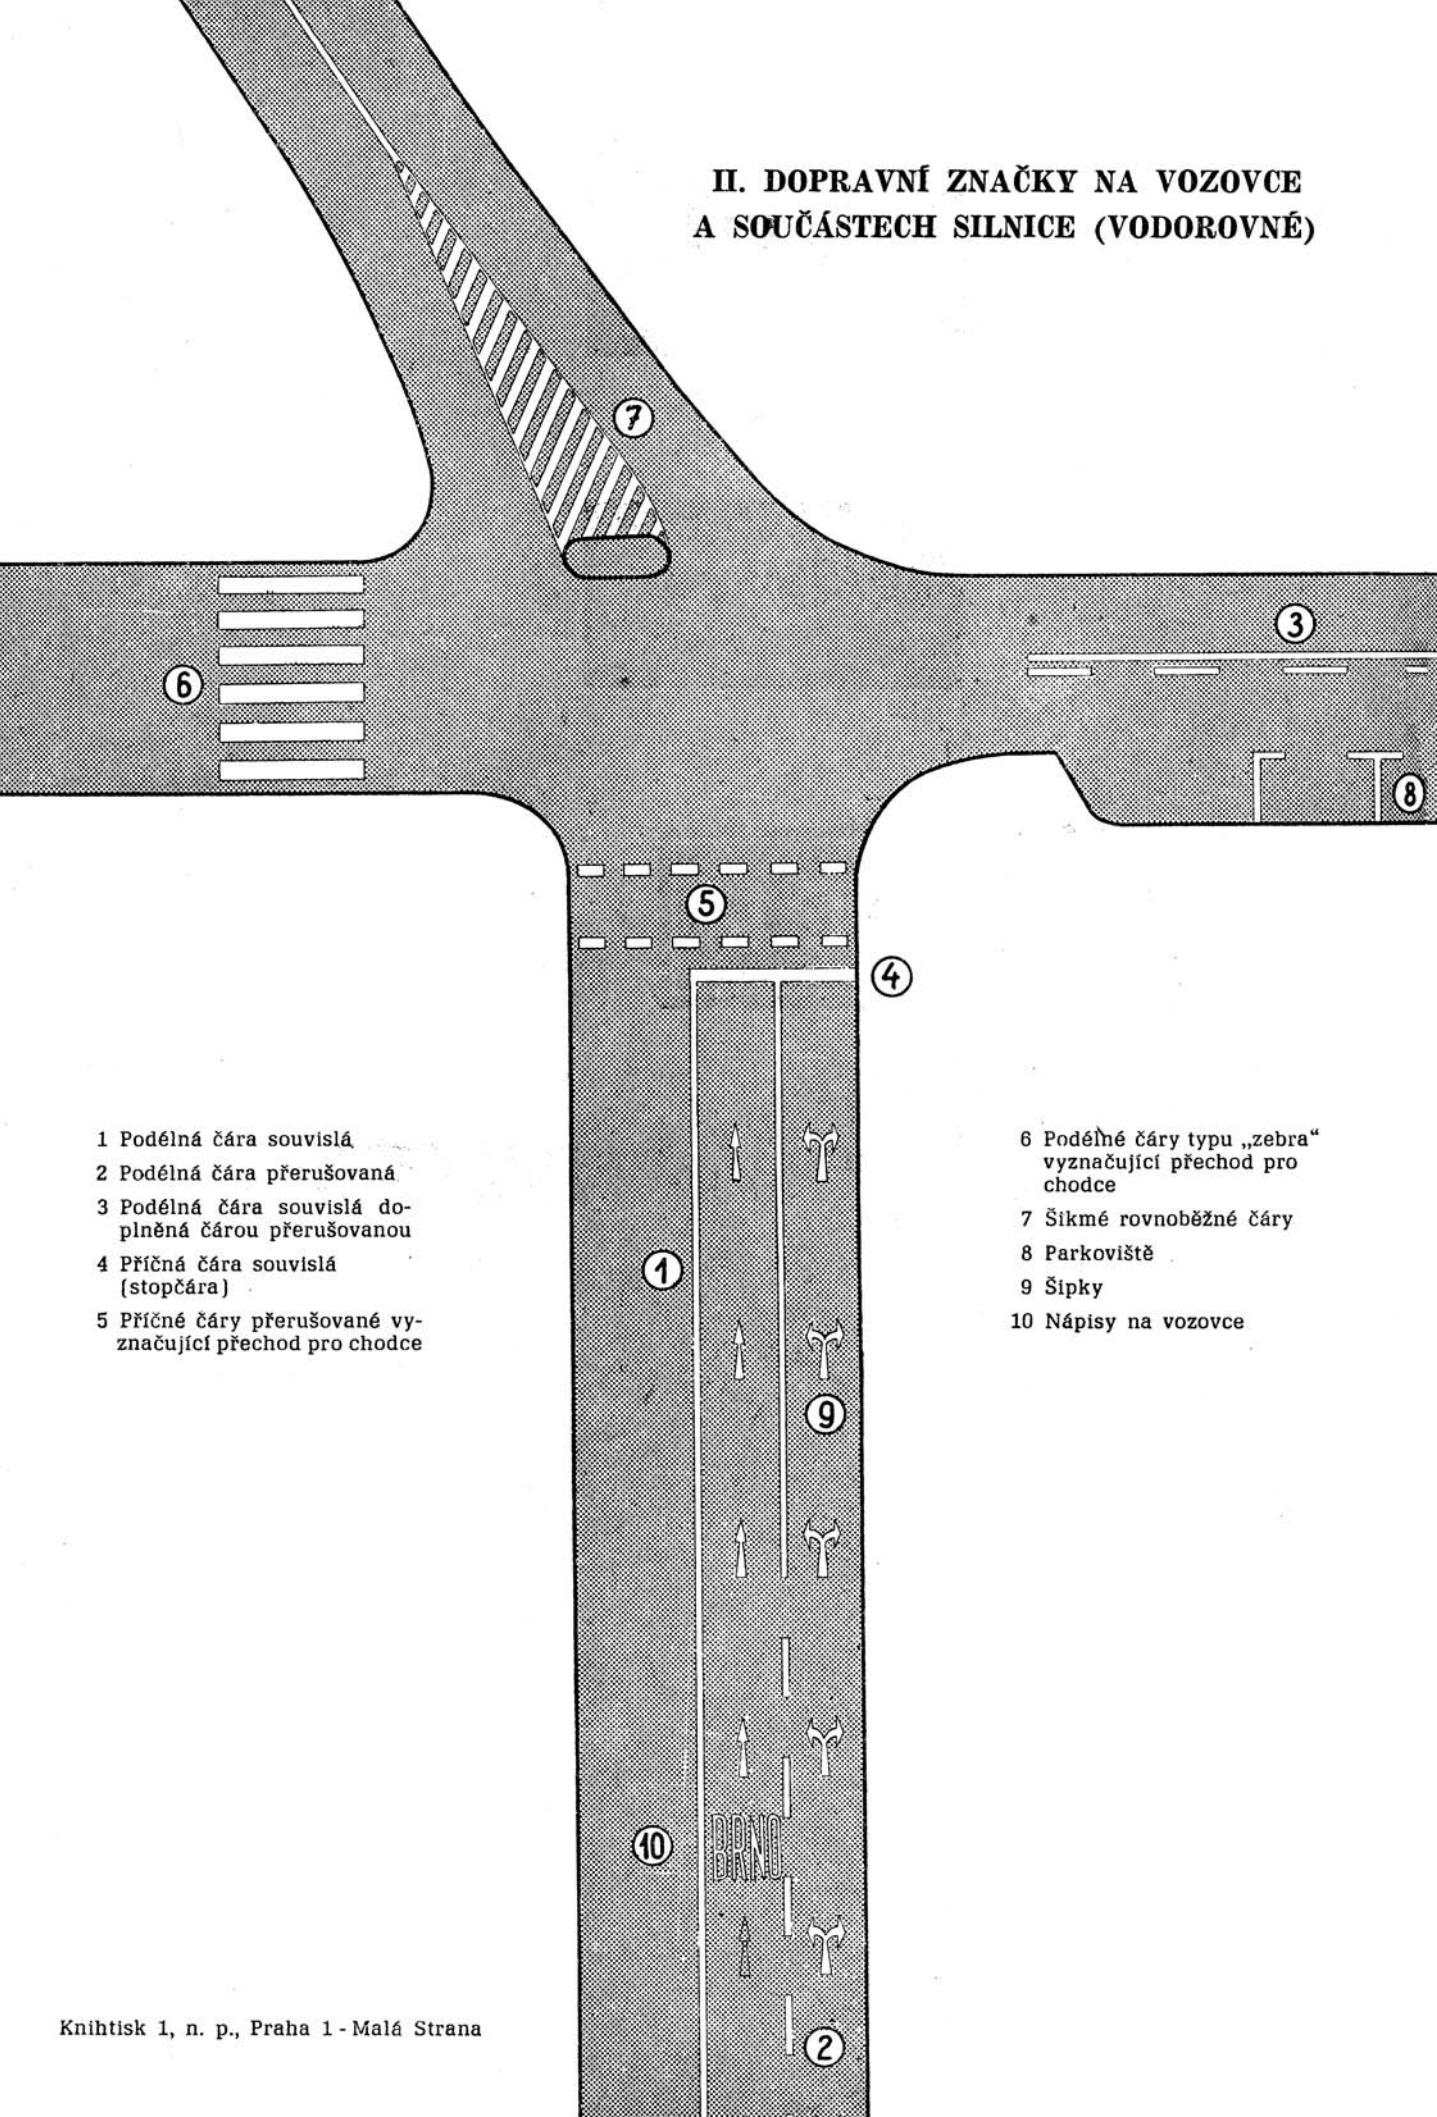 II. DOPRAVNÍ ZNAČKY NA VOZOVCE
A SOUČÁSTECH SILNICE (VODOROVNÉ)
7
3
6
8
5
4
1 Podélná čára souvislá
2 Podélná čára přerušovaná
3 Podélná čára souvislá do-
plněná čárou přerušovanou
4 Příčná čára souvislá
(stopčára)
5 Příčné čáry přerušované vy-
značující přechod pro chodce
6 Podélné čáry typu „zebra“
vyznačující přechod pro
chodce
7 Šikmé rovnoběžné čáry
8 Parkoviště
9 Šipky
10 Nápisy na vozovce
1
9
10
BRNO
2
Knihtisk 1, n. p., Praha 1 - Malá Strana